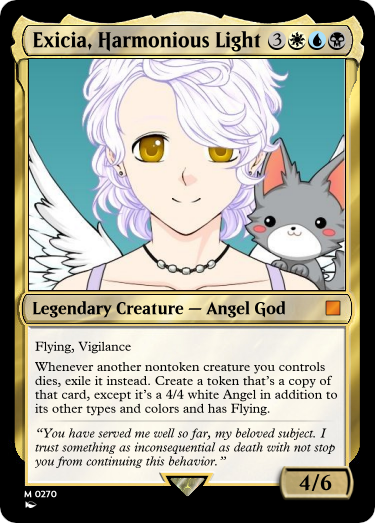 Exicia, Harmonious Light 3
Legendary Creature — Angel God
Flying, Vigilance
Whenever another nontoken creature you controls
dies, exile it instead. Create a token that's a copy of
that card, except it's a 4/4 white Angel in addition to
its other types and colors and has Flying.
"You have served me well so far, my beloved subject. I
trust something as inconsequential as death with not stop
you from continuing this behavior."
4/6
M 0270